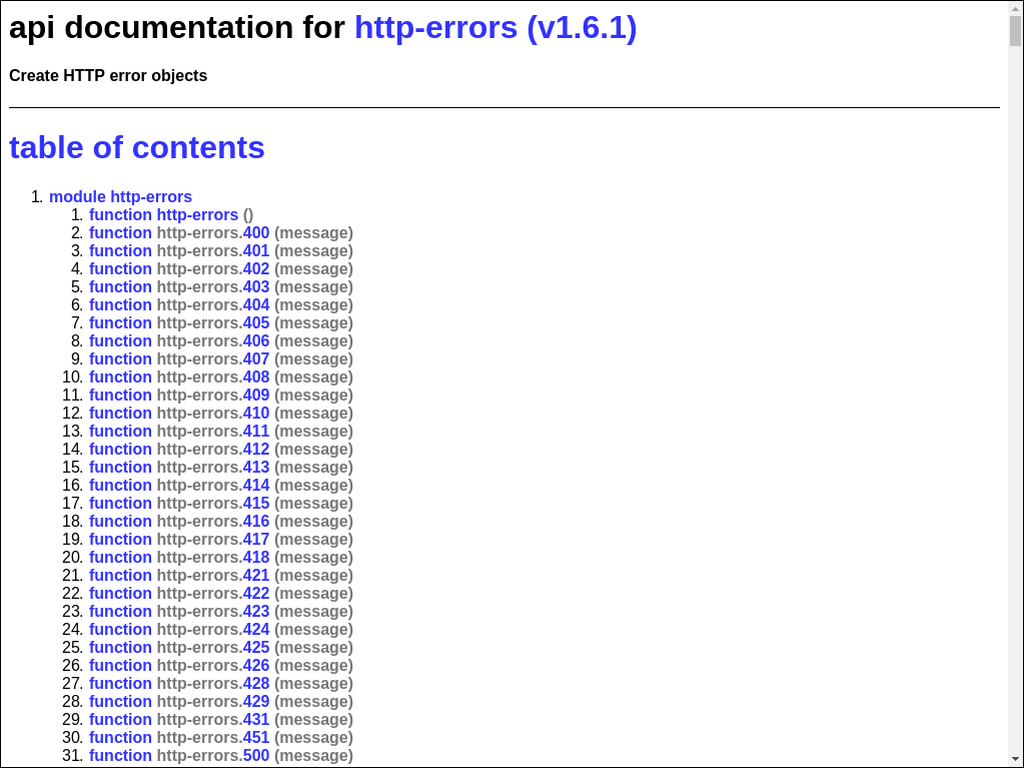 api documentation for http-errors (v1.6.1)
Create HTTP error objects
table of contents
1. module http-errors
1. function http-errors ()
2. function http-errors.400 (message)
3. function http-errors.401 (message)
4. function http-errors.402 (message)
5. function http-errors.403 (message)
6. function http-errors.404 (message)
7. function http-errors.405 (message)
8. function http-errors.406 (message)
9. function http-errors.407 (message)
10. function http-errors.408 (message)
11. function http-errors.409 (message)
12. function http-errors.410 (message)
13. function http-errors.411 (message)
14. function http-errors.412 (message)
15. function http-errors.413 (message)
16. function http-errors.414 (message)
17. function http-errors.415 (message)
18. function http-errors.416 (message)
19. function http-errors.417 (message)
20. function http-errors.418 (message)
21. function http-errors.421 (message)
22. function http-errors.422 (message)
23. function http-errors.423 (message)
24. function http-errors.424 (message)
25. function http-errors.425 (message)
26. function http-errors.426 (message)
27. function http-errors.428 (message)
28. function http-errors.429 (message)
29. function http-errors.431 (message)
30. function http-errors.451 (message)
31. function http-errors.500 (message)